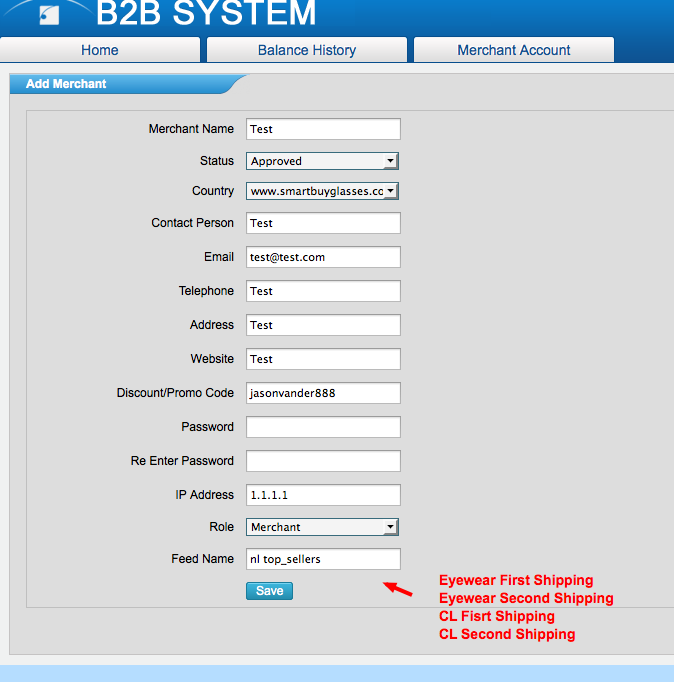 B2B SYSTEM
Home Balance History Merchant Account
Add Merchant
Merchant Name Test
Status Approved
Country www.smartbuyglasses.co
Contact Person Test
Email test@test.com
Telephone Test
Address Test
Website Test
Discount/Promo Code jasonvander888
Password
Re Enter Password
IP Address 1.1.1.1
Role Merchant
Feed Name nl top_sellers
Save
Eyewear First Shipping
Eyewear Second Shipping
CL Fisrt Shipping
CL Second Shipping